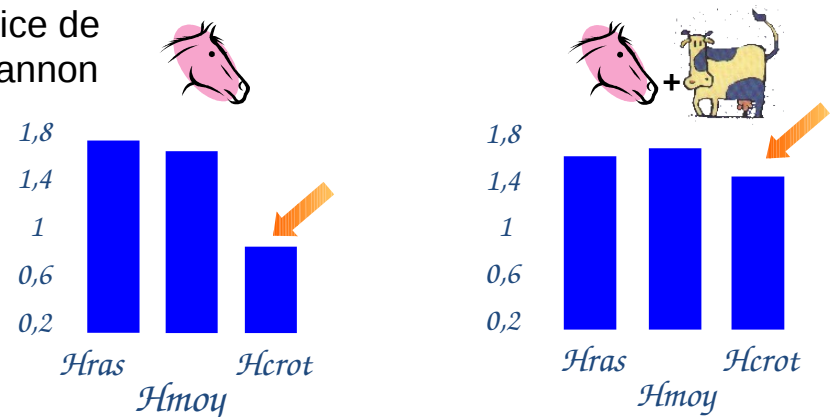 ice de
annon
+
1,8
1,4
1
0,6
0,2
Hras
Hcrot
Hmoy
1,8
1,4
1
0,6
0,2
Hras
Hcrot
Hmoy